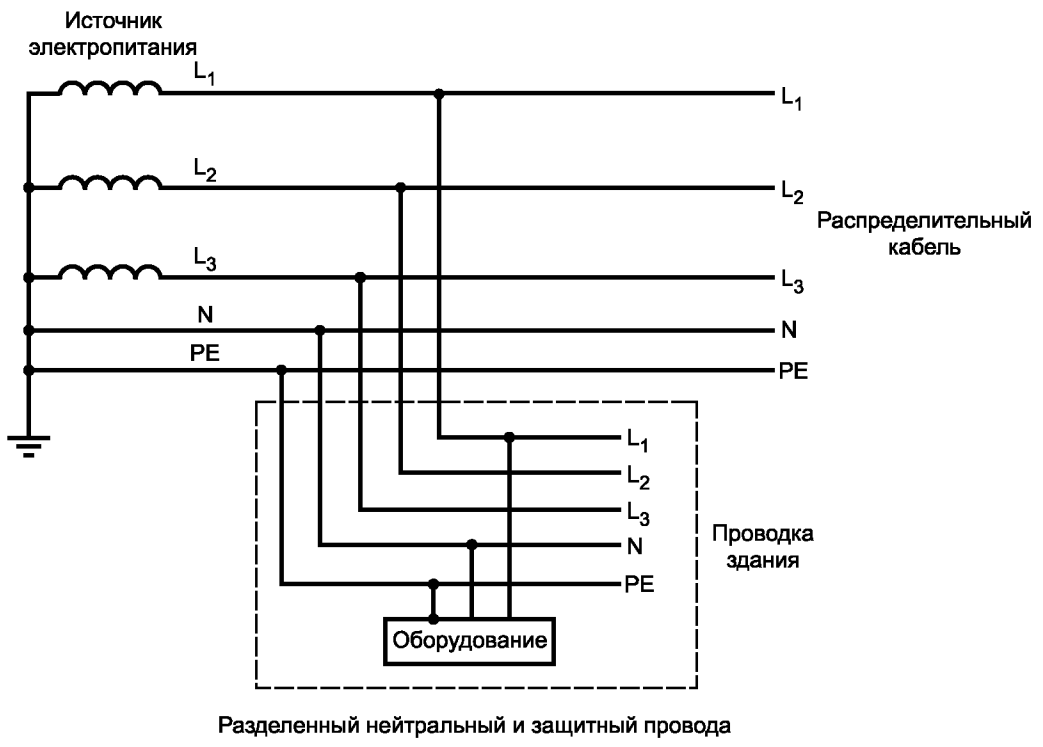 Источник
электропитания
L1
L1
L2
L2
Распределительный
кабель
L3
L3
N
N
PE
PE
L1
L2
L3
N
Проводка
здания
PE
Оборудование
Разделенный нейтральный и защитный провода